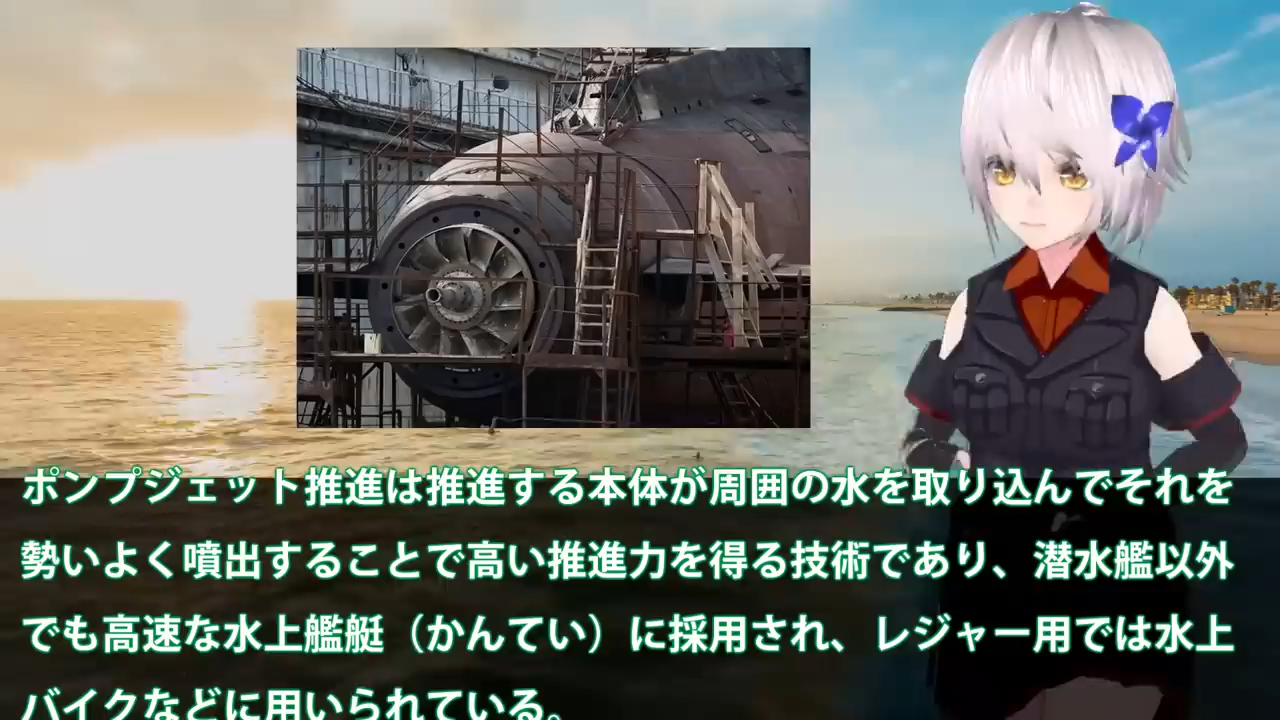 ポンプジェット推進は推進する本体が周囲の水を取り込んでそれを
勢いよく噴出することで高い推進力を得る技術であり、潜水艦以外
でも高速な水上艦艇（かんてい）に採用され、レジャー用では水上
バイクなどに用いられている。